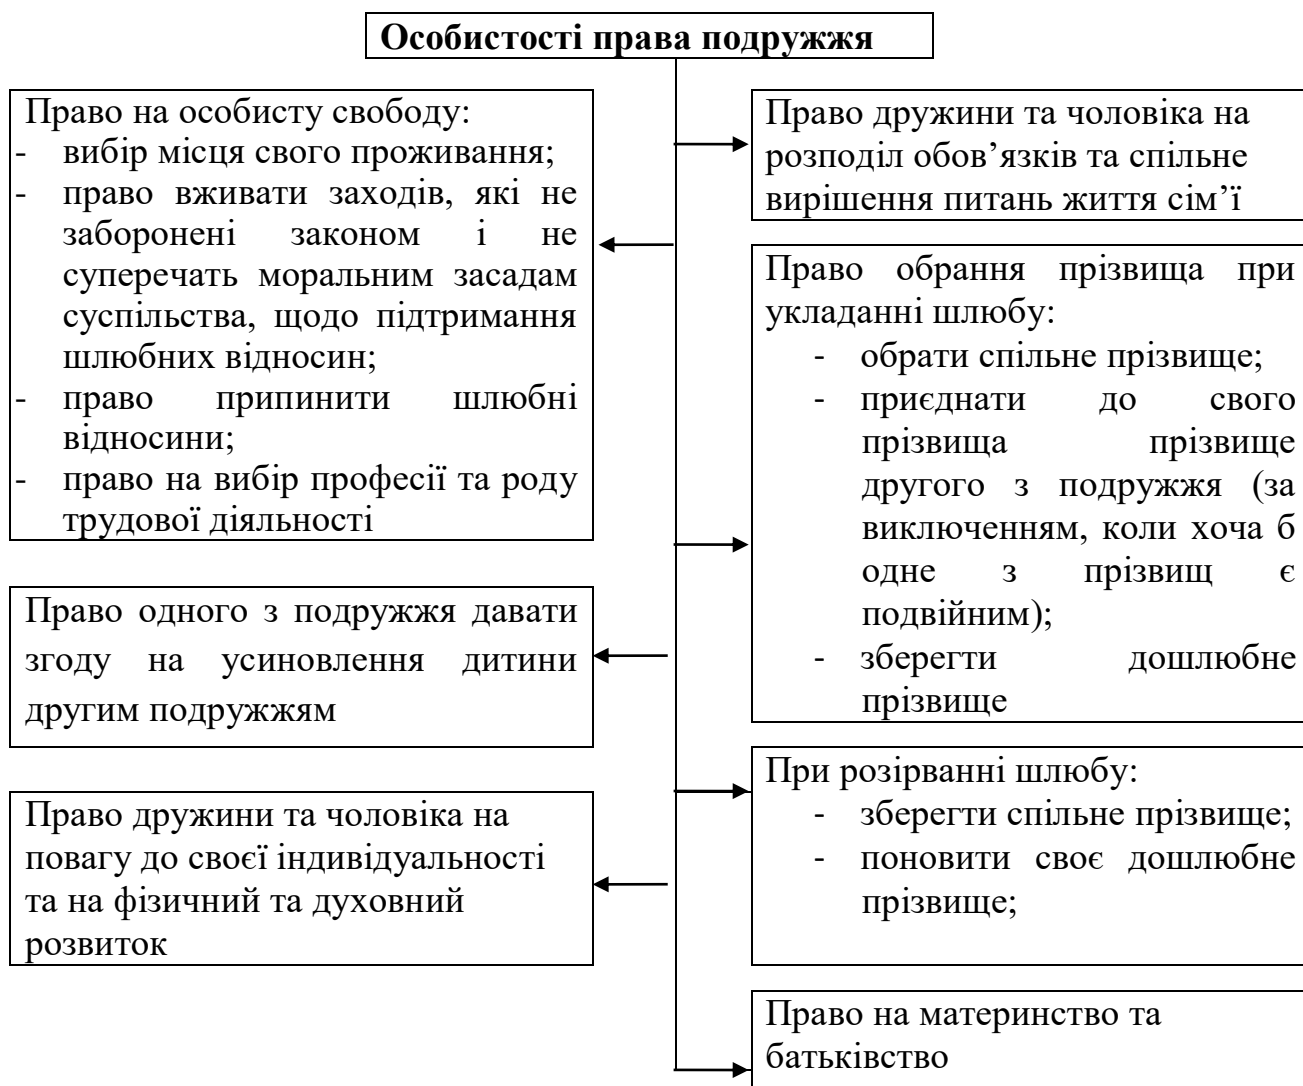 Особистості права подружжя
Право на особисту свободу:
- вибір місця свого проживання;
- право вживати заходів, які не
заборонені законом і не
суперечать моральним засадам
суспільства, щодо підтримання
шлюбних відносин;
- право припинити шлюбні
відносини;
- право на вибір професії та роду
трудової діяльності
Право одного з подружжя давати
згоду на усиновлення дитини
другим подружжям
Право дружини та чоловіка на
повагу до своєї індивідуальності
та на фізичний та духовний
розвиток
Право дружини та чоловіка на
розподіл обов’язків та спільне
вирішення питань життя сім’ї
Право обрання прізвища при
укладанні шлюбу:
- обрати спільне прізвище;
- приєднати до свого
прізвища прізвище
другого з подружжя (за
виключенням, коли хоча б
одне з прізвищ є
подвійним);
- зберегти дошлюбне
прізвище
При розірванні шлюбу:
- зберегти спільне прізвище;
- поновити своє дошлюбне
прізвище;
Право на материнство та
батьківство